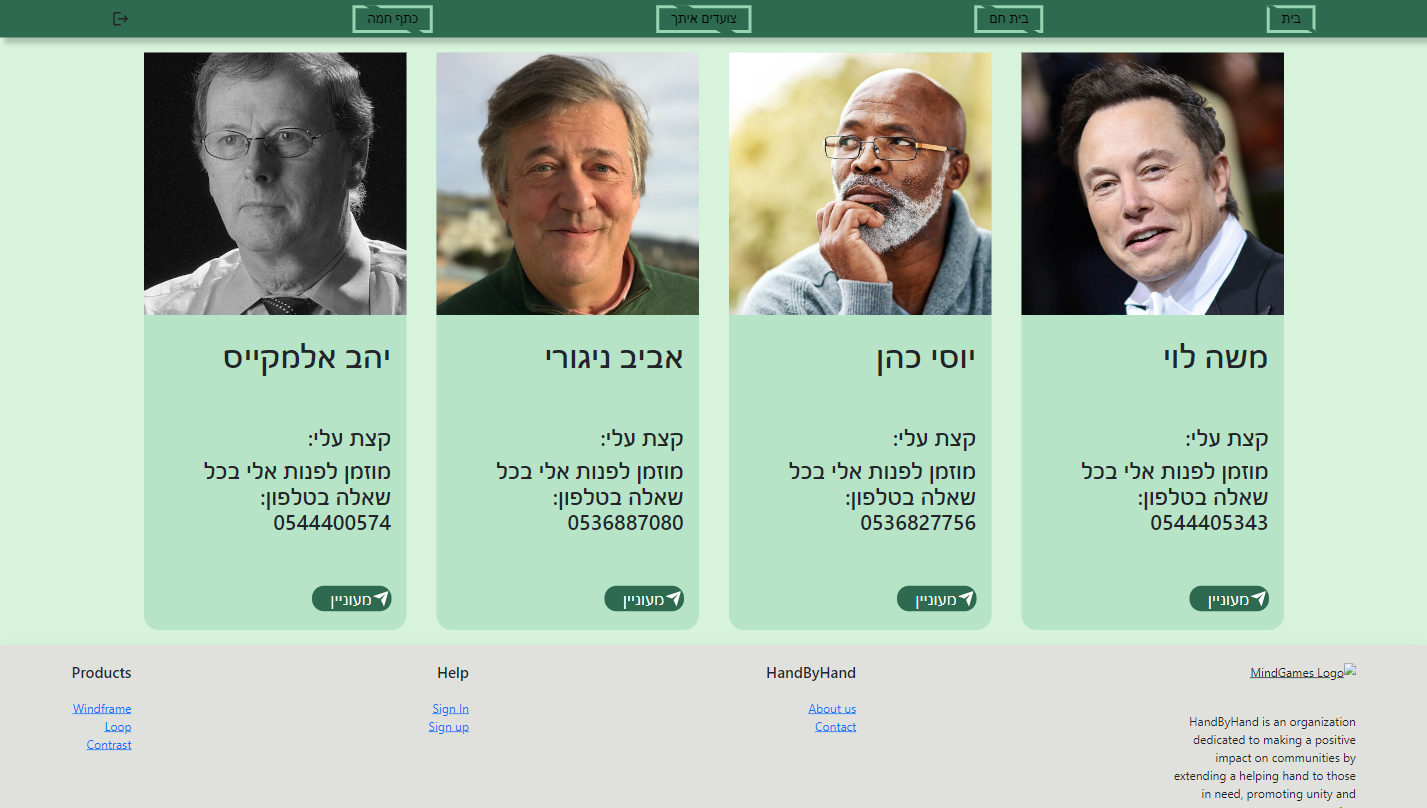 בית
בית חם
צועדים איתך
כתף חמה
משה לוי
קצת עלי:
מוזמן לפנות אלי בכל
שאלה בטלפון:
0544405343
מעוניין
יוסי כהן
קצת עלי:
מוזמן לפנות אלי בכל
שאלה בטלפון:
0536827756
מעוניין
אביב ניגורי
קצת עלי:
מוזמן לפנות אלי בכל
שאלה בטלפון:
0536887080
מעוניין
יהב אלמקייס
קצת עלי:
מוזמן לפנות אלי בכל
שאלה בטלפון:
0544400574
מעוניין
MindGames Logo
HandByHand is an organization
dedicated to making a positive
impact on communities by
extending a helping hand to those
in need, promoting unity and
HandByHand
About us
Contact
Help
Sign In
Sign up
Products
Windframe
Loop
Contrast